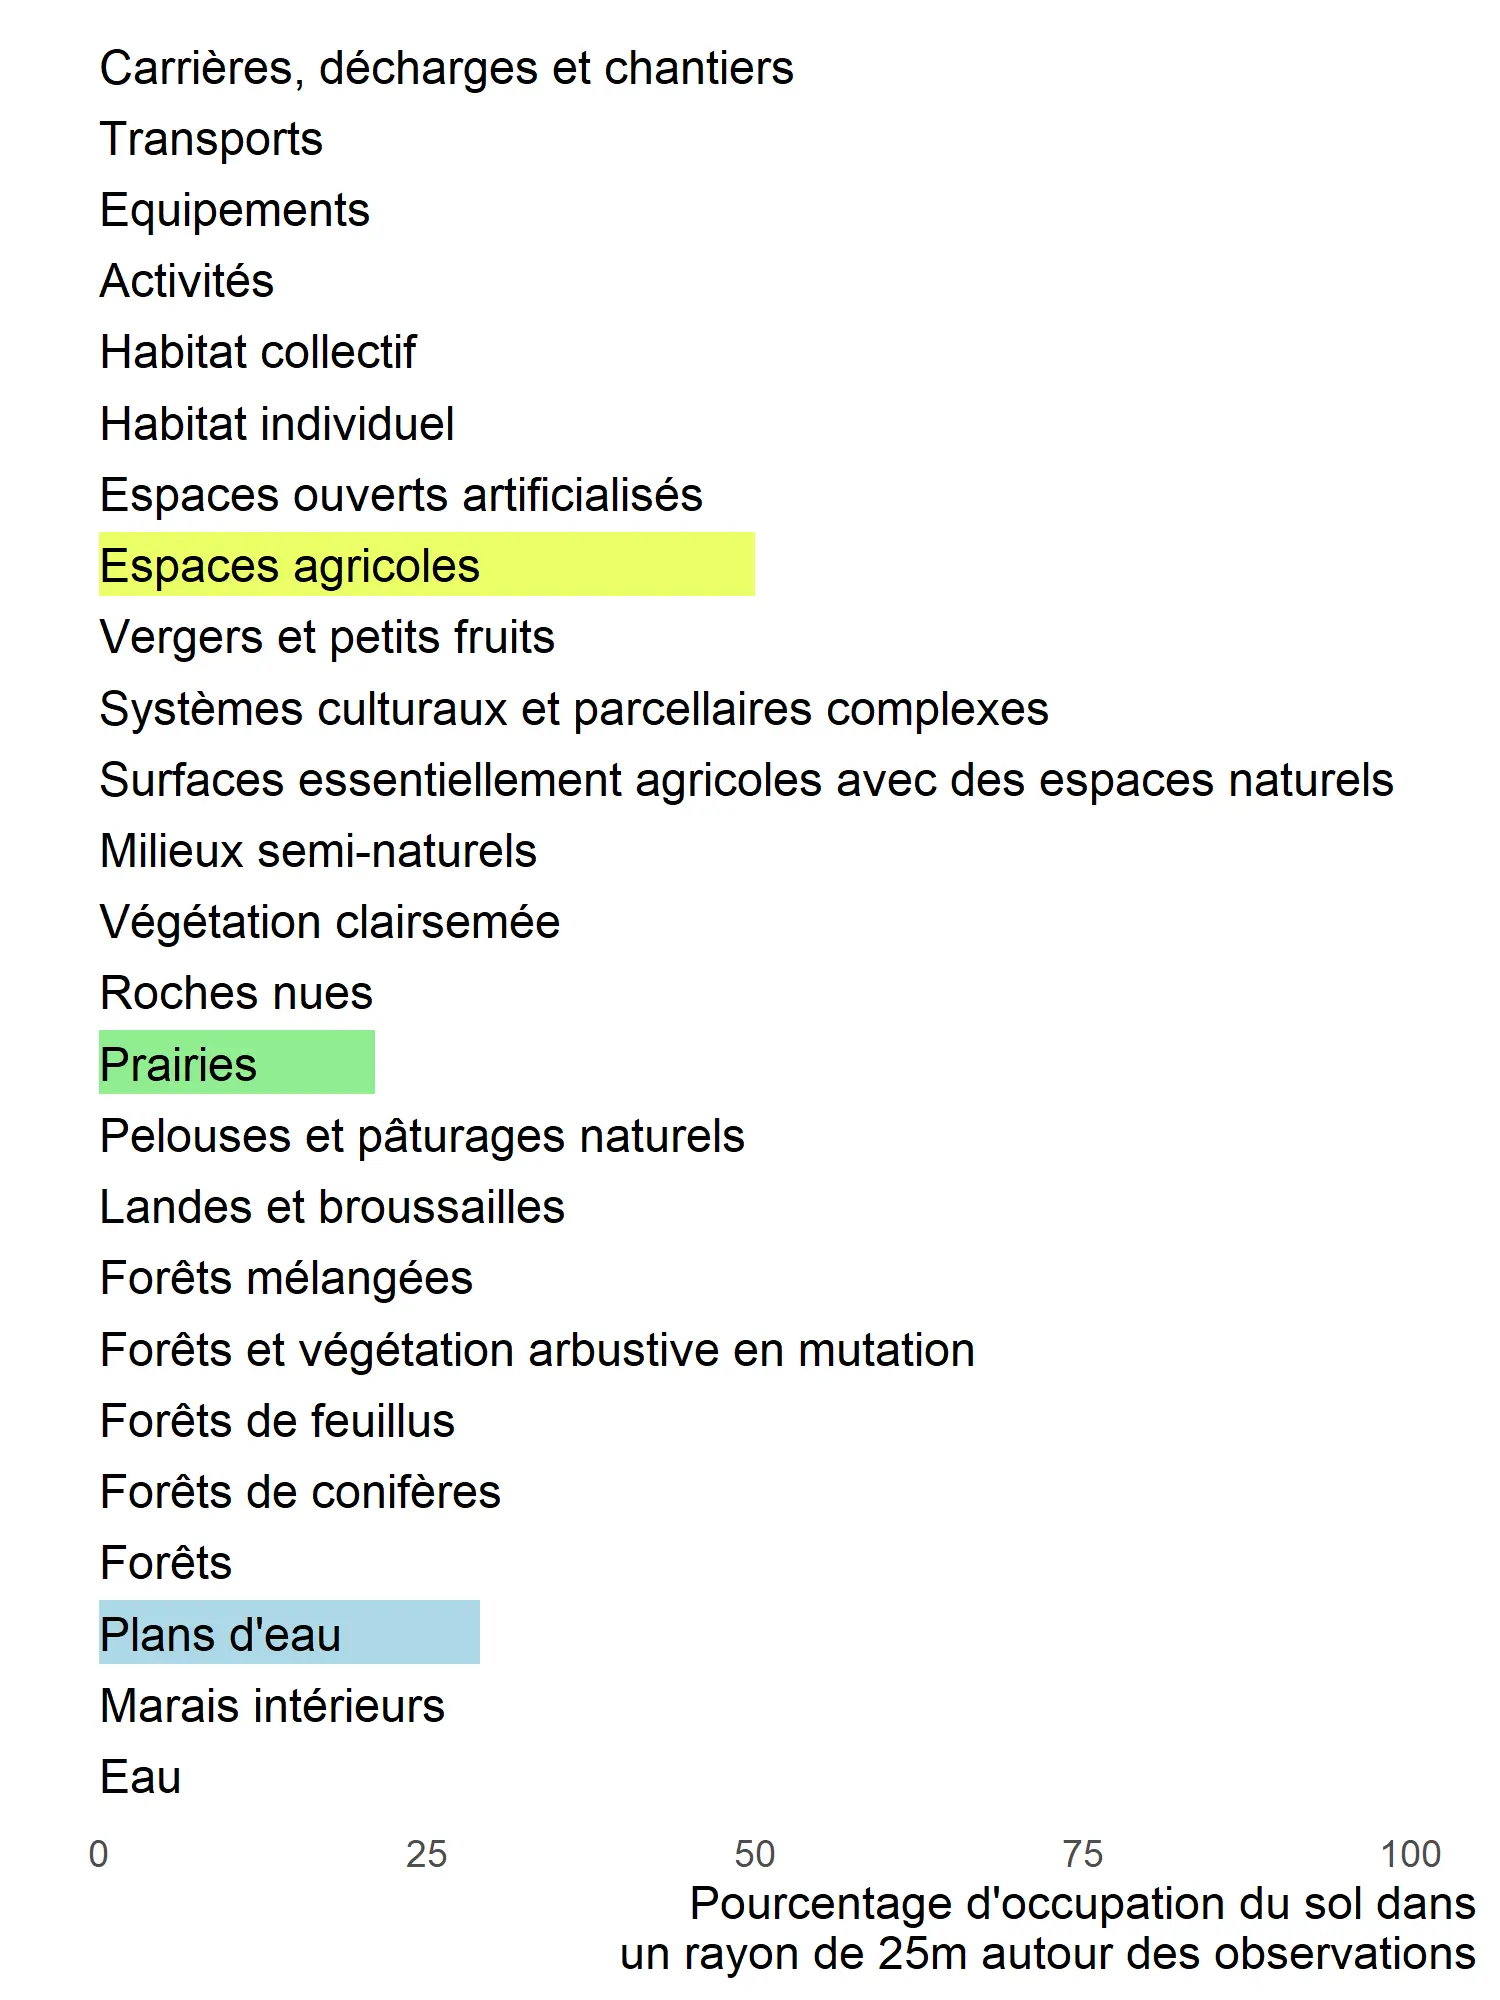 Carrières, décharges et chantiers
Transports
Equipements
Activités
Habitat collectif
Habitat individuel
Espaces ouverts artificialisés
Espaces agricoles
Vergers et petits fruits
Systèmes culturaux et parcellaires complexes
Surfaces essentiellement agricoles avec des espaces naturels
Milieux semi-naturels
Végétation clairsemée
Roches nues
Prairies
Pelouses et pâturages naturels
Landes et broussailles
Forêts mélangées
Forêts et végétation arbustive en mutation
Forêts de feuillus
Forêts de conifères
Forêts
Plans d'eau
Marais intérieurs
Eau
0 25 50 75 100
Pourcentage d'occupation du sol dans
un rayon de 25m autour des observations